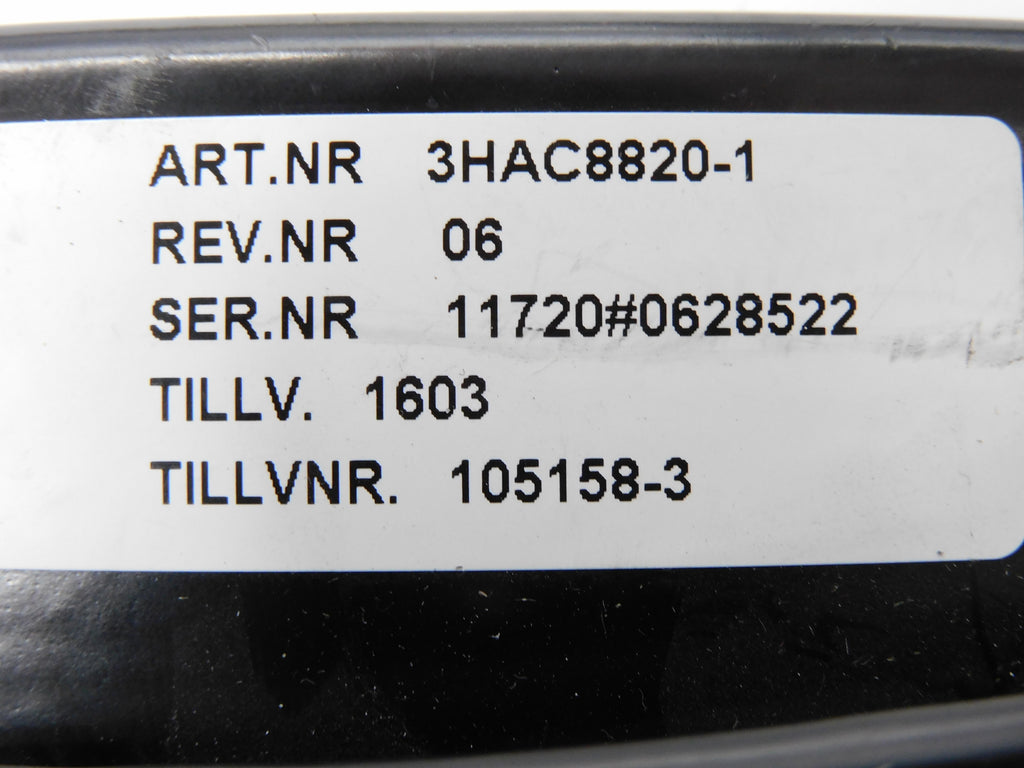 ART.NR 3HAC8820-1
REV.NR 06
SER.NR 11720#0628522
TILLV. 1603
TILLVNR. 105158-3